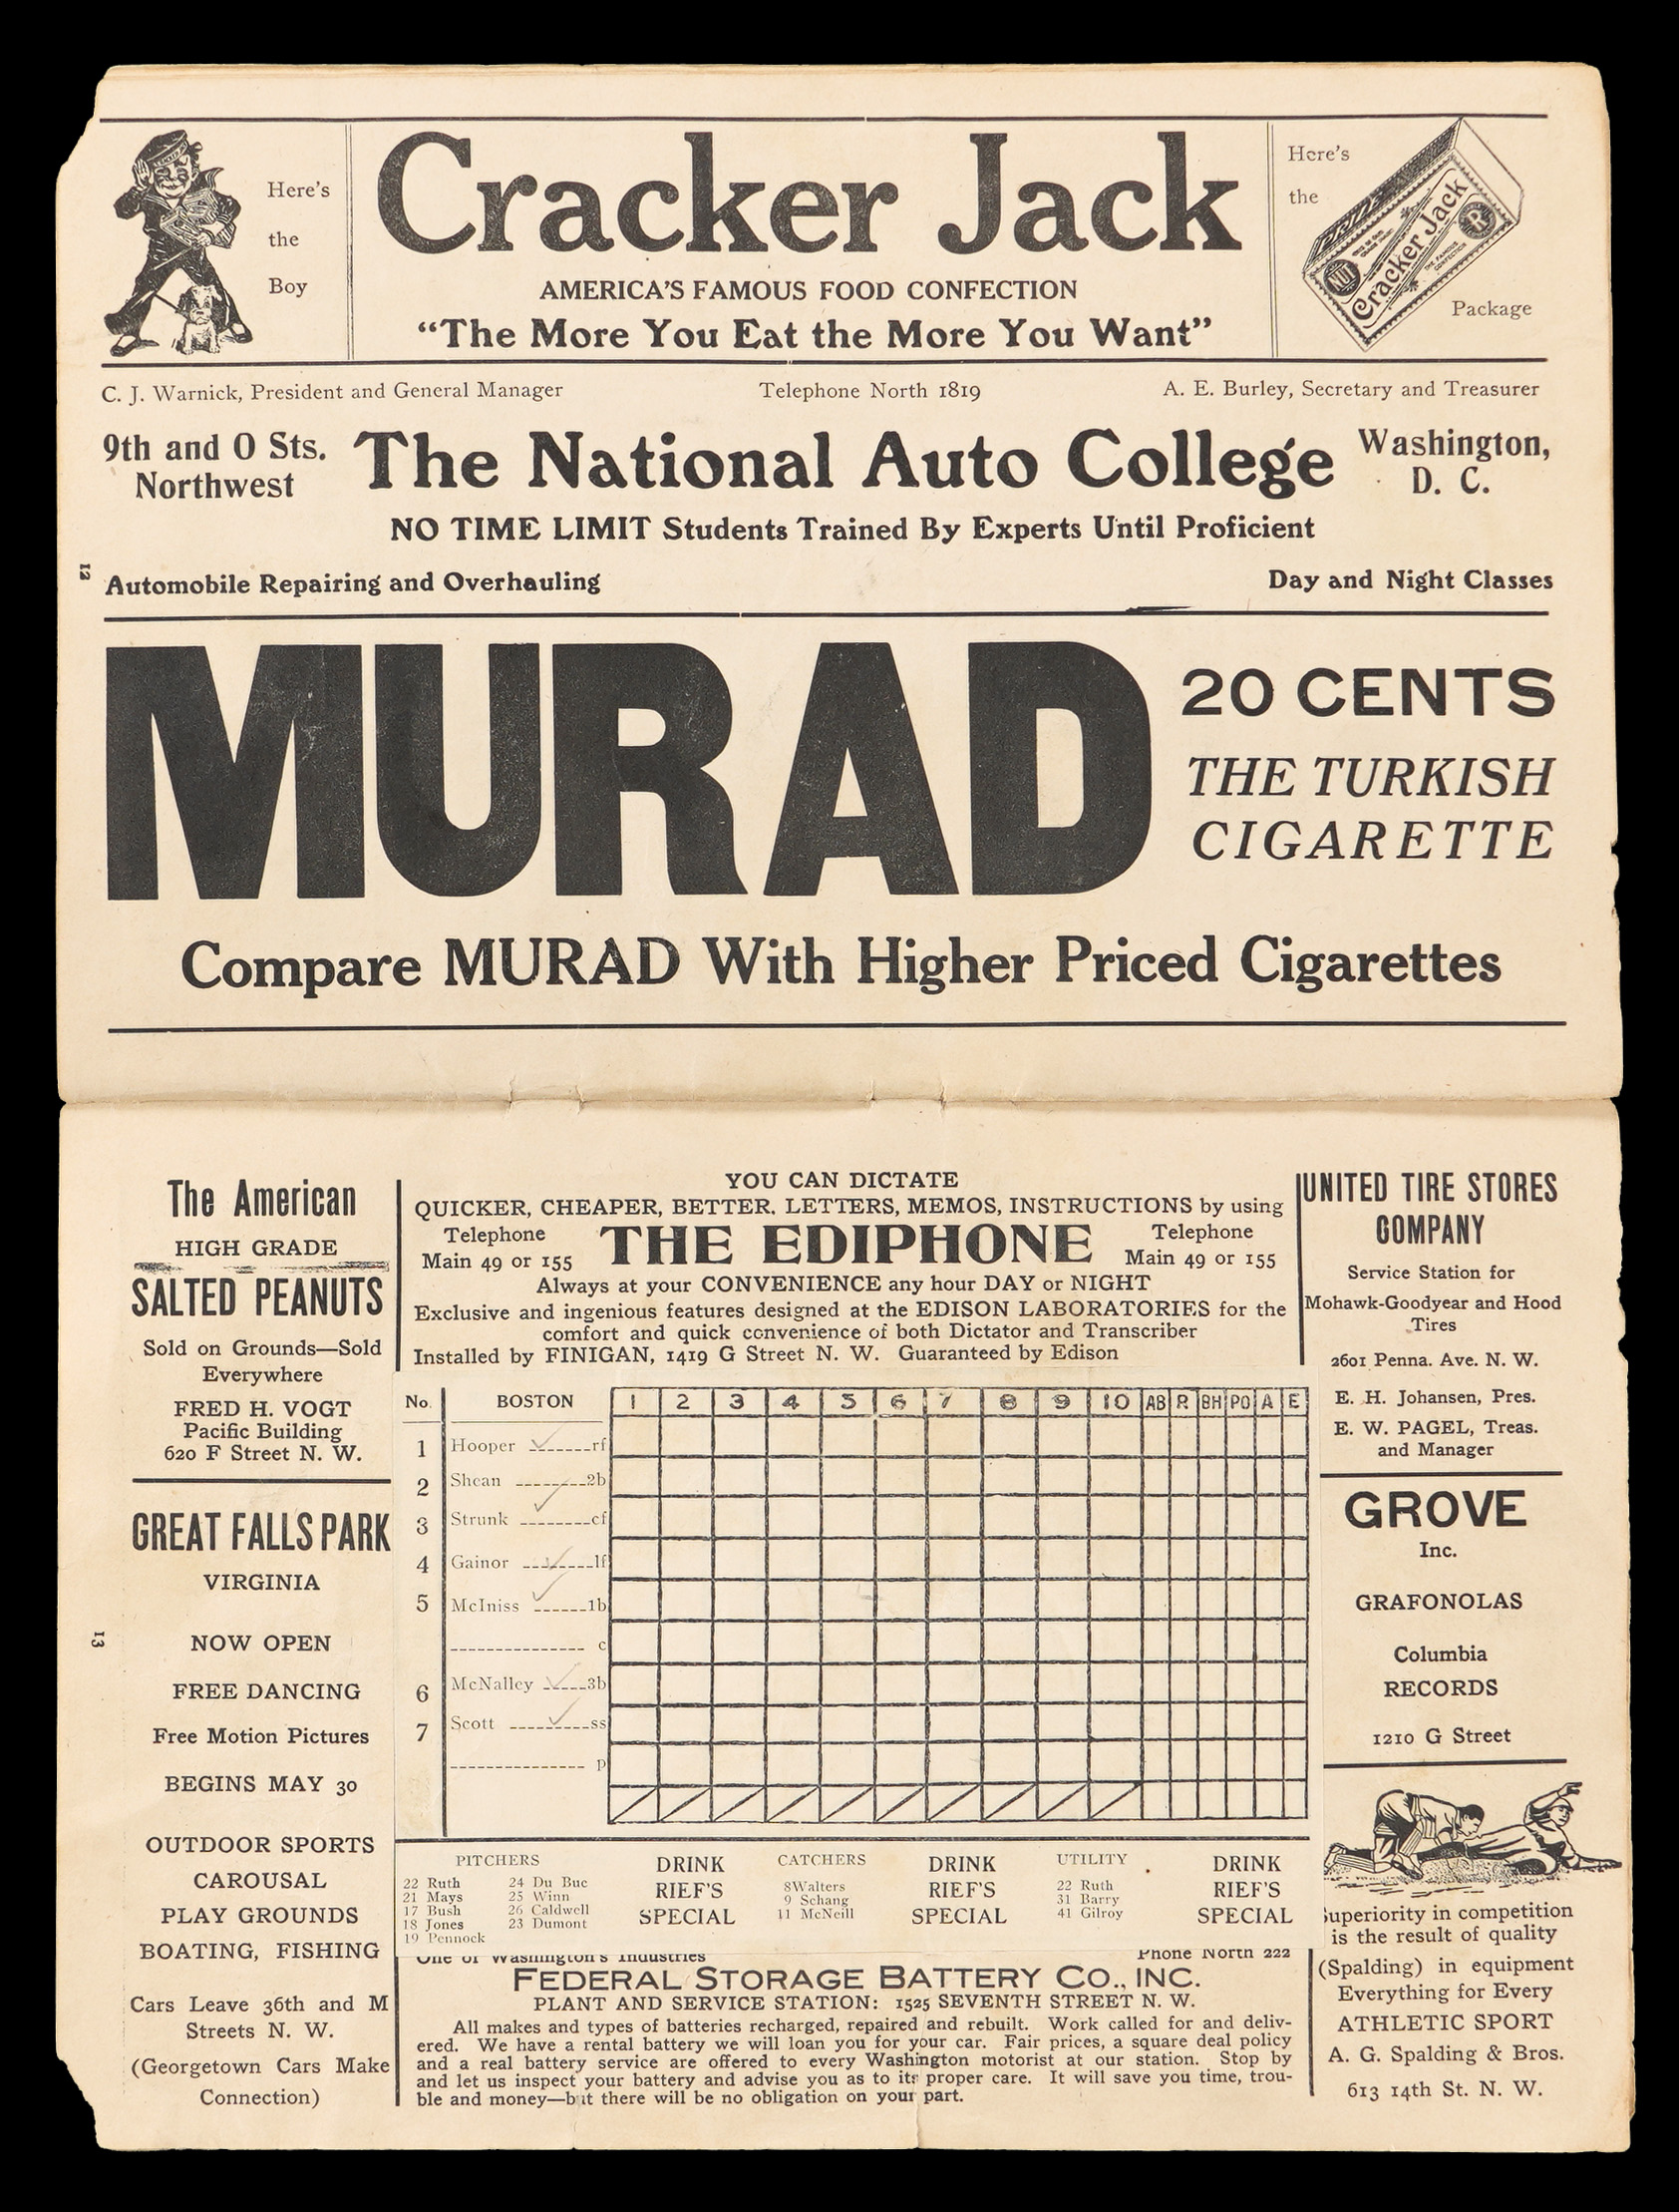 Here's
the
Boy
Cracker Jack
AMERICA'S FAMOUS FOOD CONFECTION
"The More You Eat the More You Want"
Here's
the
PRIZE
Cracker Jack
THE FAMOUS
CONFECTION
Package
C. J. Warnick, President and General Manager
Telephone North 1819
A. E. Burley, Secretary and Treasurer
9th and O Sts.
Northwest
The National Auto College
Washington,
D. C.
NO TIME LIMIT Students Trained By Experts Until Proficient
12
Automobile Repairing and Overhauling
Day and Night Classes
MURAD
20 CENTS
THE TURKISH
CIGARETTE
Compare MURAD With Higher Priced Cigarettes
The American
HIGH GRADE
SALTED PEANUTS
Sold on Grounds—Sold
Everywhere
FRED H. VOGT
Pacific Building
620 F Street N. W.
GREAT FALLS PARK
VIRGINIA
NOW OPEN
FREE DANCING
Free Motion Pictures
BEGINS MAY 30
OUTDOOR SPORTS
CAROUSAL
PLAY GROUNDS
BOATING, FISHING
Cars Leave 36th and M
Streets N. W.
(Georgetown Cars Make
Connection)
13
YOU CAN DICTATE
QUICKER, CHEAPER, BETTER. LETTERS, MEMOS, INSTRUCTIONS by using
Telephone
Main 49 or 155
THE EDIPHONE
Telephone
Main 49 or 155
Always at your CONVENIENCE any hour DAY or NIGHT
Exclusive and ingenious features designed at the EDISON LABORATORIES for the
comfort and quick convenience of both Dictator and Transcriber
Installed by FINIGAN, 1419 G Street N. W. Guaranteed by Edison
No. BOSTON 1 2 3 4 5 6 7 8 9 10 AB R BH PO A E
1 Hooper rf
2 Shean 2b
3 Strunk cf
4 Gainor lf
5 McIniss 1b
c
6 McNalley 3b
7 Scott ss
p
PITCHERS
22 Ruth
21 Mays
17 Bush
18 Jones
19 Pennock
24 Du Buc
25 Winn
26 Caldwell
23 Dumont
DRINK
RIEF'S
SPECIAL
CATCHERS
8Walters
9 Schang
11 McNeill
DRINK
RIEF'S
SPECIAL
UTILITY
22 Ruth
31 Barry
41 Gilroy
DRINK
RIEF'S
SPECIAL
One of Washington's Industries
Phone North 222
FEDERAL STORAGE BATTERY CO., INC.
PLANT AND SERVICE STATION: 1525 SEVENTH STREET N. W.
All makes and types of batteries recharged, repaired and rebuilt. Work called for and deliv-
ered. We have a rental battery we will loan you for your car. Fair prices, a square deal policy
and a real battery service are offered to every Washington motorist at our station. Stop by
and let us inspect your battery and advise you as to its proper care. It will save you time, trou-
ble and money—but there will be no obligation on your part.
UNITED TIRE STORES
COMPANY
Service Station for
Mohawk-Goodyear and Hood
Tires
2601 Penna. Ave. N. W.
E. H. Johansen, Pres.
E. W. PAGEL, Treas.
and Manager
GROVE
Inc.
GRAFONOLAS
Columbia
RECORDS
1210 G Street
Superiority in competition
is the result of quality
(Spalding) in equipment
Everything for Every
ATHLETIC SPORT
A. G. Spalding & Bros.
613 14th St. N. W.